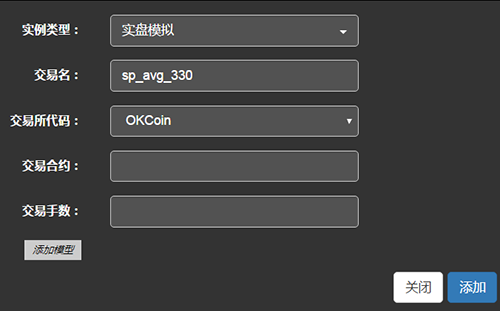 实例类型： 实盘模拟
交易名： sp_avg_330
交易所代码： OKCoin
交易合约：
交易手数：
添加模型
关闭 添加